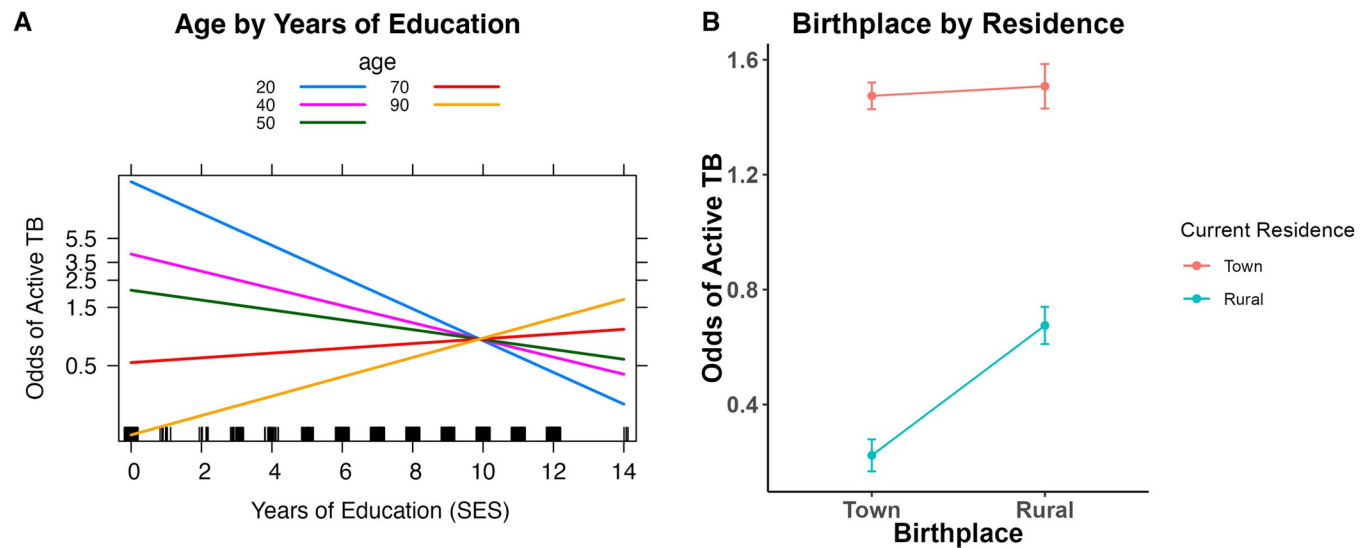 A
Age by Years of Education
age
20
70
40
90
50
Odds of Active TB
5.5
3.5
2.5
1.5
0.5
0 2 4 6 8 10 12 14
Years of Education (SES)
B
Birthplace by Residence
Odds of Active TB
1.6
1.2
0.8
0.4
Town Rural
Birthplace
Current Residence
Town
Rural